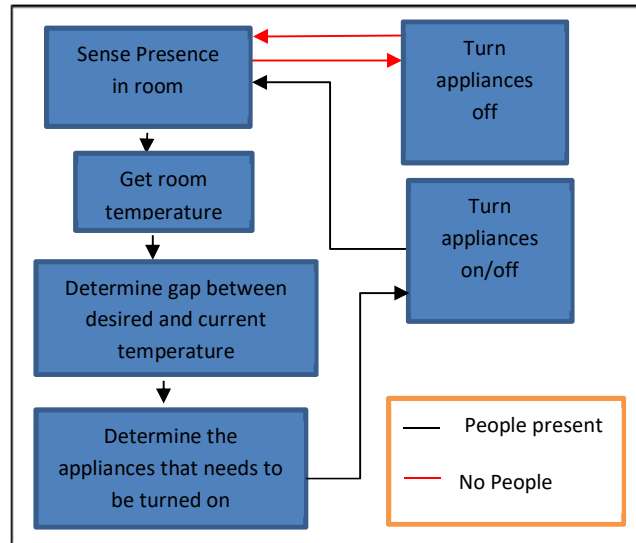 Sense Presence
in room
Turn
appliances
off
Get room
temperature
Turn
appliances
on/off
Determine gap between
desired and current
temperature
Determine the
appliances that needs to
be turned on
People present
No People